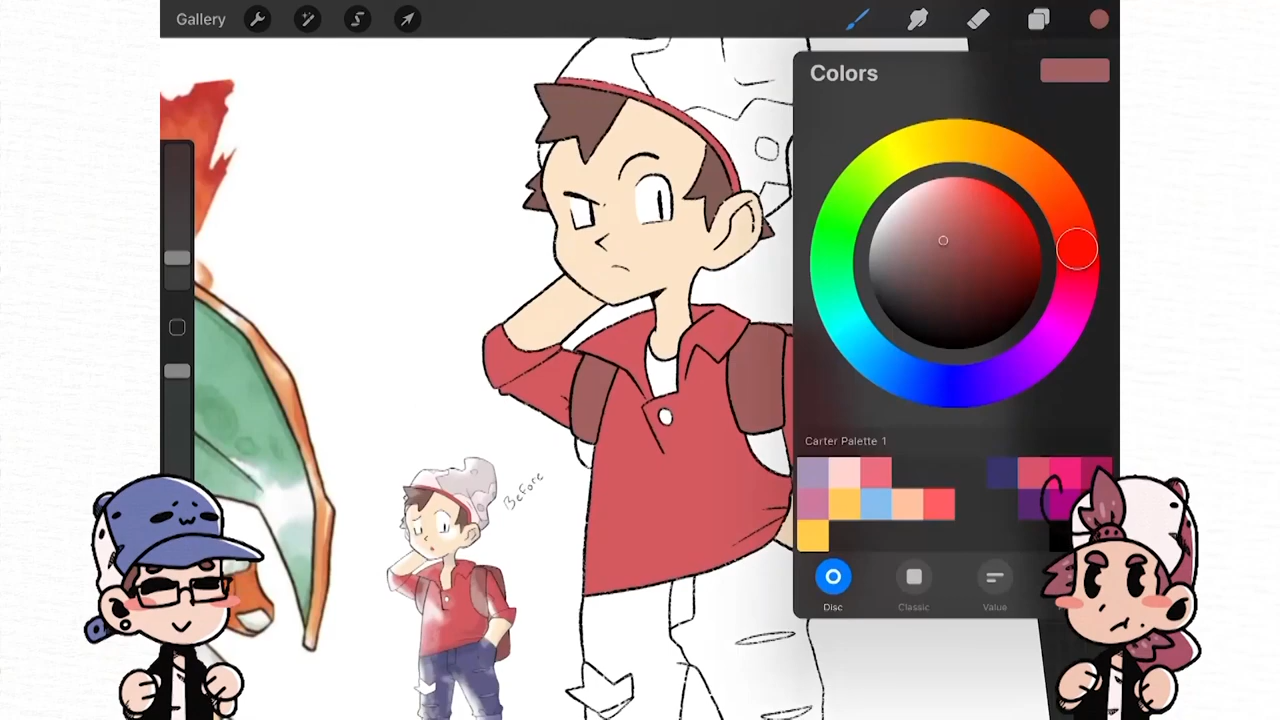 Gallery
Colors
Before
Carter Palette 1
Disc
Classic
Value